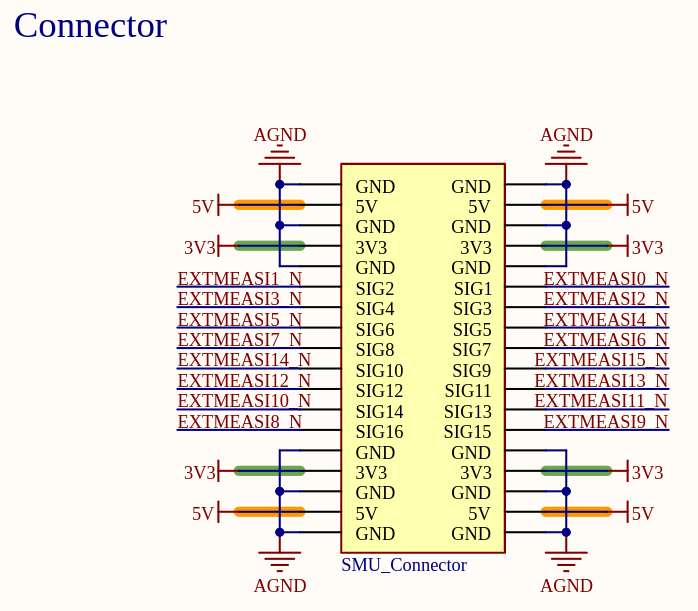 Connector
AGND AGND
GND GND
5V 5V 5V 5V
GND GND
3V3 3V3 3V3 3V3
GND GND
EXTMEASI1_N SIG2 SIG1 EXTMEASI0_N
EXTMEASI3_N SIG4 SIG3 EXTMEASI2_N
EXTMEASI5_N SIG6 SIG5 EXTMEASI4_N
EXTMEASI7_N SIG8 SIG7 EXTMEASI6_N
EXTMEASI14_N SIG10 SIG9 EXTMEASI15_N
EXTMEASI12_N SIG12 SIG11 EXTMEASI13_N
EXTMEASI10_N SIG14 SIG13 EXTMEASI11_N
EXTMEASI8_N SIG16 SIG15 EXTMEASI9_N
GND GND
3V3 3V3 3V3 3V3
GND GND
5V 5V 5V 5V
GND GND
SMU_Connector
AGND AGND